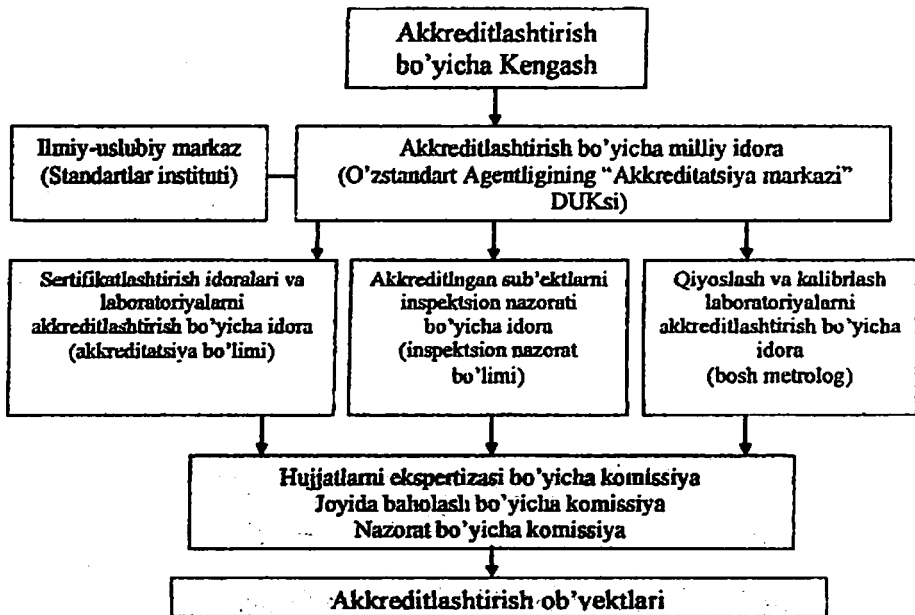 Akkreditlashtirish
bo'yicha Kengash
Ilmiy-uslubiy markaz
(Standartlar instituti)
Akkreditlashtirish bo'yicha milliy idora
(O'zstandart Agentligining "Akkreditatsiya markazi"
DUKsi)
Sertifikatlashtirish idoralari va
laboratoriyalarni
akkreditlashtirish bo'yicha idora
(akkreditatsiya bo'limi)
Akkreditlngan sub'ektlarni
inspektsion nazorati
bo'yicha idora
(inspektsion nazorat
bo'limi)
Qiyoslash va kalibrlash
laboratoriyalarni
akkreditlashtirish bo'yicha
idora
(bosh metrolog)
Hujjatlarni ekspertizasi bo'yicha komissiya
Joyida baholash bo'yicha komissiya
Nazorat bo'yicha komissiya
Akkreditlashtirish ob'yektlari